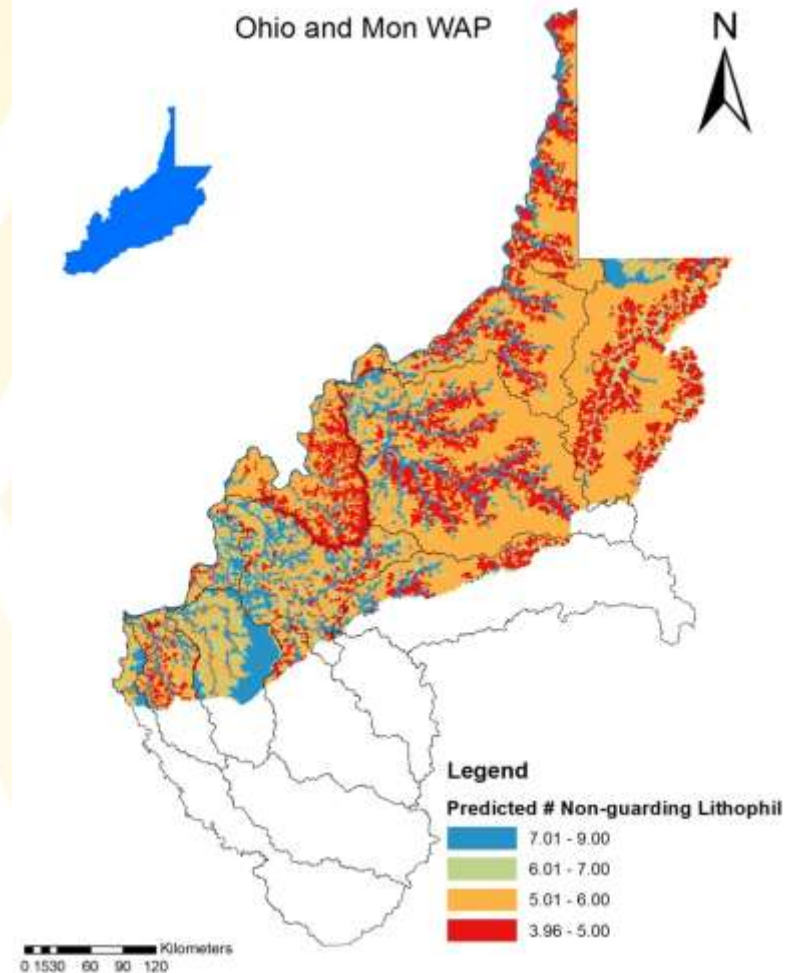 Ohio and Mon WAP
N
Legend
Predicted # Non-guarding Lithophil
7.01 - 9.00
6.01 - 7.00
5.01 - 6.00
3.96 - 5.00
Kilometers
0 1530 60 90 120